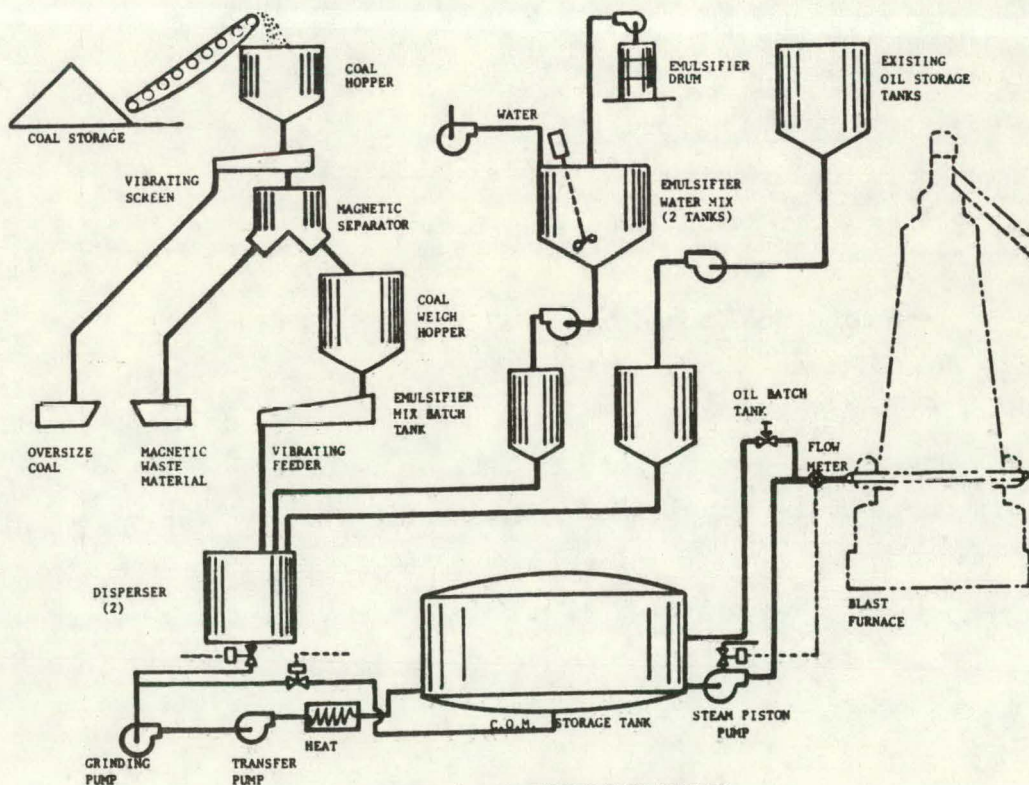 COAL
HOPPER
COAL STORAGE
VIBRATING
SCREEN
MAGNETIC
SEPARATOR
COAL
WEIGH
HOPPER
OVERSIZE
COAL
MAGNETIC
WASTE
MATERIAL
VIBRATING
FEEDER
EMULSIFIER
MIX BATCH
TANK
WATER
EMULSIFIER
DRUM
EMULSIFIER
WATER MIX
(2 TANKS)
EXISTING
OIL STORAGE
TANKS
OIL BATCH
TANK
FLOW
METER
BLAST
FURNACE
DISPERSER
(2)
GRINDING
PUMP
TRANSFER
PUMP
HEAT
C.O.M. STORAGE TANK
STEAM PISTON
PUMP